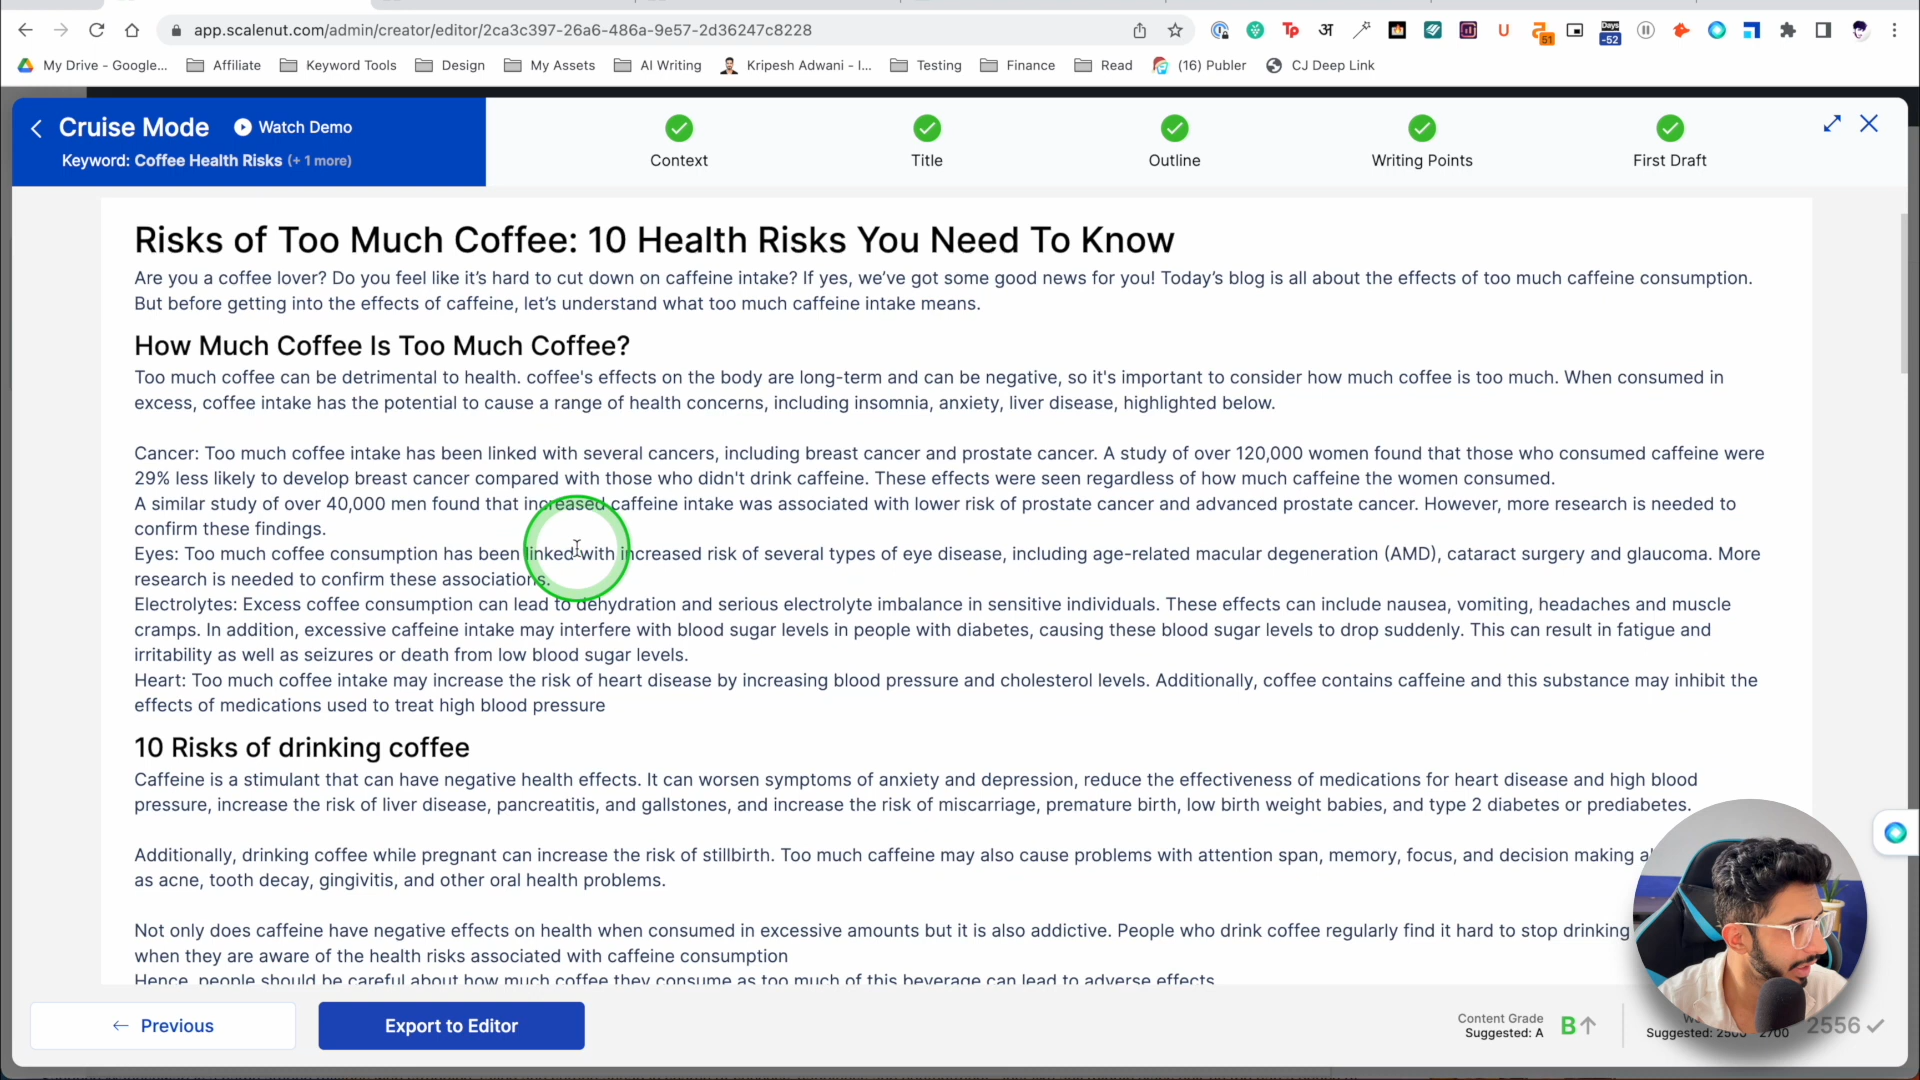 app.scalenut.com/admin/creator/editor/2ca3c397-26a6-486a-9e57-2d36247c8228
Tp
अ
U
51
Days
-52
My Drive - Google...
Affiliate
Keyword Tools
Design
My Assets
AI Writing
Kripesh Adwani - I...
Testing
Finance
Read
(16) Publer
CJ Deep Link
Cruise Mode
Watch Demo
Keyword: Coffee Health Risks (+ 1 more)
Context
Title
Outline
Writing Points
First Draft
Risks of Too Much Coffee: 10 Health Risks You Need To Know
Are you a coffee lover? Do you feel like it's hard to cut down on caffeine intake? If yes, we've got some good news for you! Today's blog is all about the effects of too much caffeine consumption.
But before getting into the effects of caffeine, let's understand what too much caffeine intake means.
How Much Coffee Is Too Much Coffee?
Too much coffee can be detrimental to health. coffee's effects on the body are long-term and can be negative, so it's important to consider how much coffee is too much. When consumed in
excess, coffee intake has the potential to cause a range of health concerns, including insomnia, anxiety, liver disease, highlighted below.
Cancer: Too much coffee intake has been linked with several cancers, including breast cancer and prostate cancer. A study of over 120,000 women found that those who consumed caffeine were
29% less likely to develop breast cancer compared with those who didn't drink caffeine. These effects were seen regardless of how much caffeine the women consumed.
A similar study of over 40,000 men found that increased caffeine intake was associated with lower risk of prostate cancer and advanced prostate cancer. However, more research is needed to
confirm these findings.
Eyes: Too much coffee consumption has been linked with increased risk of several types of eye disease, including age-related macular degeneration (AMD), cataract surgery and glaucoma. More
research is needed to confirm these associations.
Electrolytes: Excess coffee consumption can lead to dehydration and serious electrolyte imbalance in sensitive individuals. These effects can include nausea, vomiting, headaches and muscle
cramps. In addition, excessive caffeine intake may interfere with blood sugar levels in people with diabetes, causing these blood sugar levels to drop suddenly. This can result in fatigue and
irritability as well as seizures or death from low blood sugar levels.
Heart: Too much coffee intake may increase the risk of heart disease by increasing blood pressure and cholesterol levels. Additionally, coffee contains caffeine and this substance may inhibit the
effects of medications used to treat high blood pressure
10 Risks of drinking coffee
Caffeine is a stimulant that can have negative health effects. It can worsen symptoms of anxiety and depression, reduce the effectiveness of medications for heart disease and high blood
pressure, increase the risk of liver disease, pancreatitis, and gallstones, and increase the risk of miscarriage, premature birth, low birth weight babies, and type 2 diabetes or prediabetes.
Additionally, drinking coffee while pregnant can increase the risk of stillbirth. Too much caffeine may also cause problems with attention span, memory, focus, and decision making
as acne, tooth decay, gingivitis, and other oral health problems.
Not only does caffeine have negative effects on health when consumed in excessive amounts but it is also addictive. People who drink coffee regularly find it hard to stop drinking
when they are aware of the health risks associated with caffeine consumption
Hence, people should be careful about how much coffee they consume as too much of this beverage can lead to adverse effects.
Previous
Export to Editor
Content Grade
Suggested: A
B
Suggested: 2500 - 2700
2556